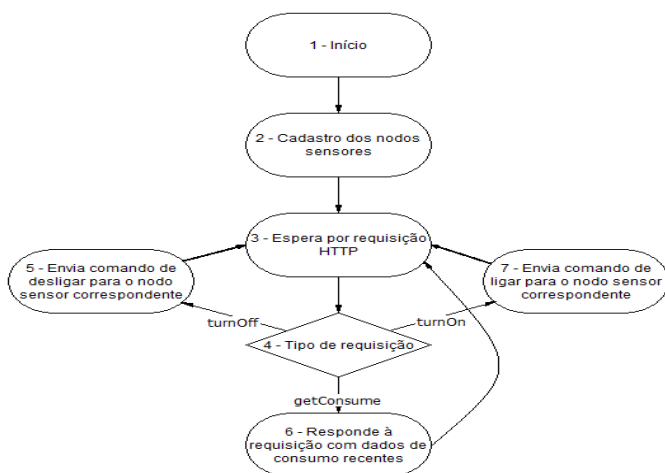 1 - Início
2 - Cadastro dos nodos
sensores
3 - Espera por requisição
HTTP
5 - Envia comando de
desligar para o nodo
sensor correspondente
7 - Envia comando de
ligar para o nodo sensor
correspondente
turnOff
turnOn
4 - Tipo de requisição
getConsume
6 - Responde à
requisição com dados de
consumo recentes